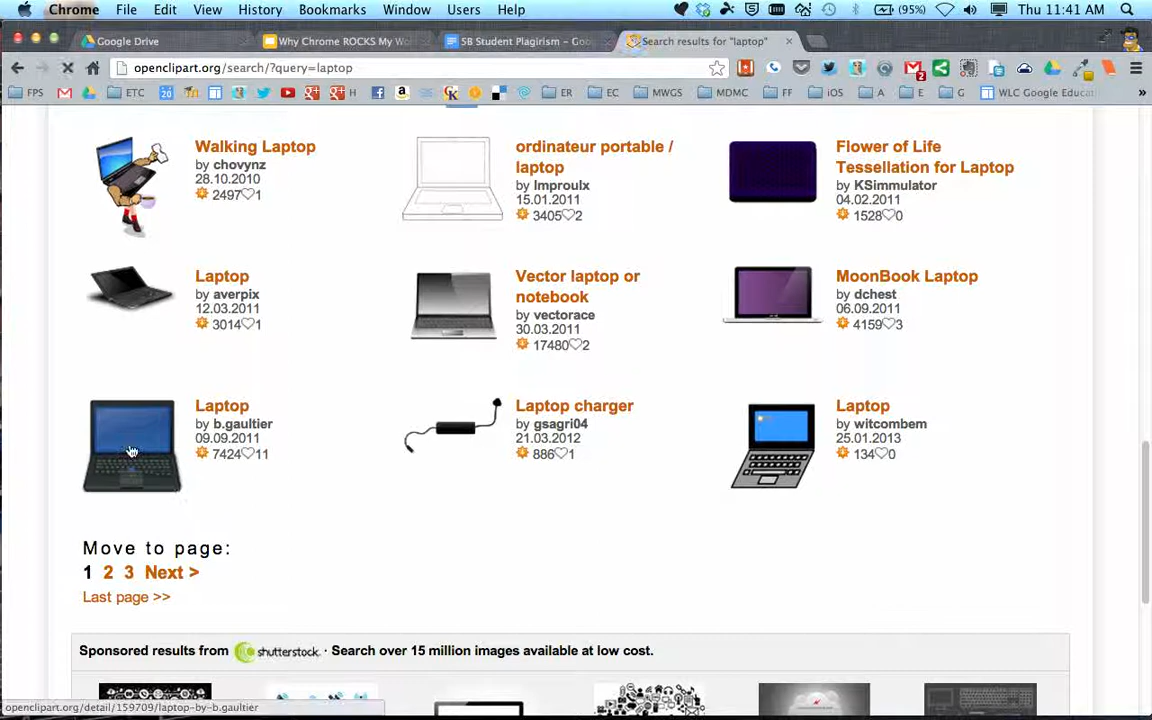 Chrome File Edit View History Bookmarks Window Users Help (95%) Thu 11:41 AM
Google Drive Why Chrome ROCKS My Wo SB Student Plagirism - Goo Search results for "laptop"
openclipart.org/search/?query=laptop
FPS ETC 20 H ER EC MWGS MDMC FF iOS A E G WLC Google Educat »
Walking Laptop
by chovynz
28.10.2010
2497♡1
ordinateur portable /
laptop
by lmproulx
15.01.2011
3405♡2
Flower of Life
Tessellation for Laptop
by KSimmulator
04.02.2011
1528♡0
Laptop
by averpix
12.03.2011
3014♡1
Vector laptop or
notebook
by vectorace
30.03.2011
17480♡2
MoonBook Laptop
by dchest
06.09.2011
4159♡3
Laptop
by b.gaultier
09.09.2011
7424♡11
Laptop charger
by gsagri04
21.03.2012
886♡1
Laptop
by witcombem
25.01.2013
134♡0
Move to page:
1 2 3 Next >
Last page >>
Sponsored results from shutterstock · Search over 15 million images available at low cost.
openclipart.org/detail/159709/laptop-by-b.gaultier